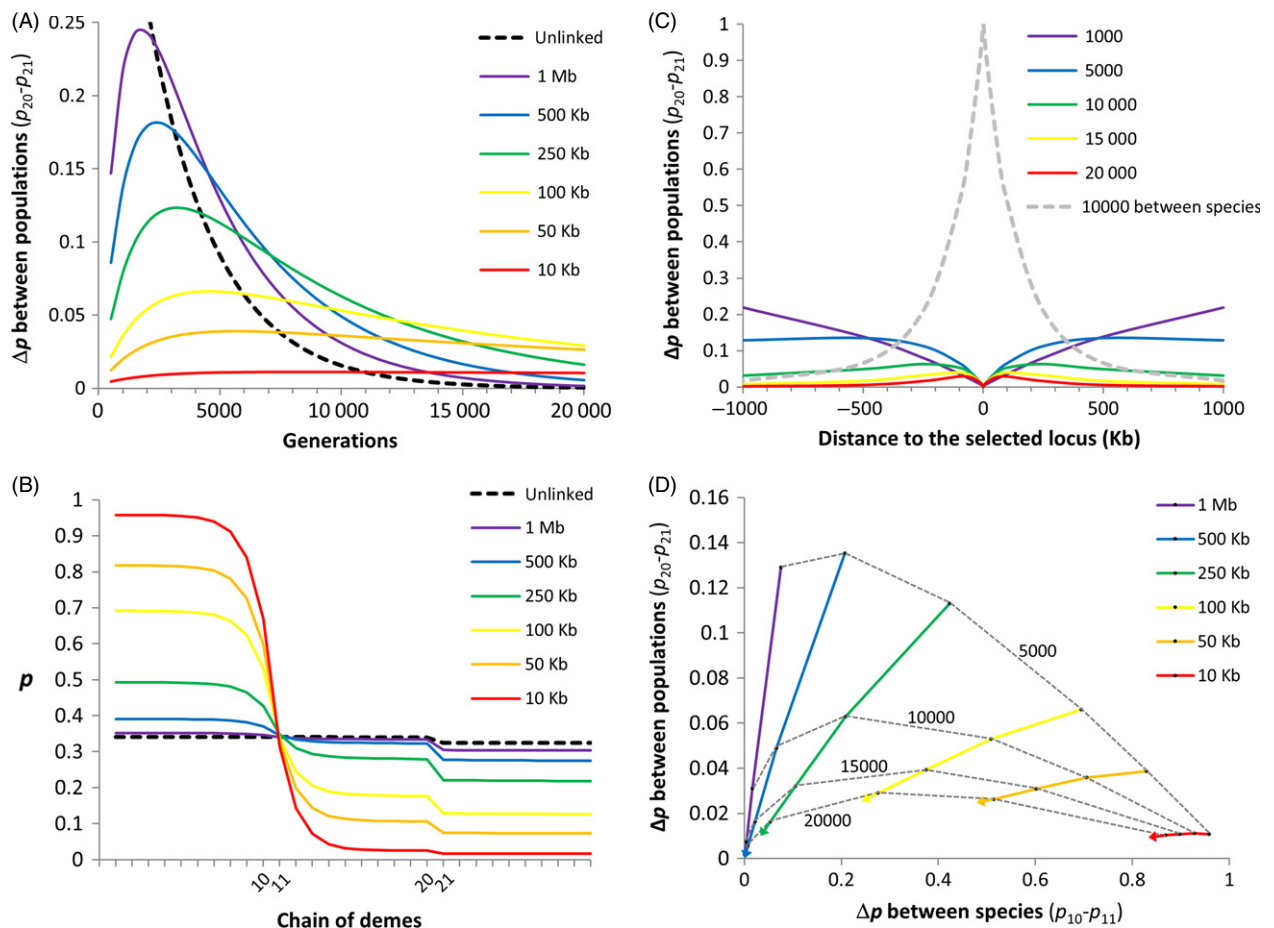 (A)
0.25
0.2
0.15
0.1
0.05
0
Δp between populations (p20-p21)
0
5000
10 000
15 000
20 000
Generations
Unlinked
1 Mb
500 Kb
250 Kb
100 Kb
50 Kb
10 Kb
(C)
1
0.9
0.8
0.7
0.6
0.5
0.4
0.3
0.2
0.1
0
Δp between populations (p20-p21)
−1000
−500
0
500
1000
Distance to the selected locus (Kb)
1000
5000
10 000
15 000
20 000
10000 between species
(B)
1
0.9
0.8
0.7
0.6
0.5
0.4
0.3
0.2
0.1
0
p
10
11
20
21
Chain of demes
Unlinked
1 Mb
500 Kb
250 Kb
100 Kb
50 Kb
10 Kb
(D)
0.16
0.14
0.12
0.1
0.08
0.06
0.04
0.02
0
Δp between populations (p20-p21)
0
0.2
0.4
0.6
0.8
1
Δp between species (p10-p11)
5000
10000
15000
20000
1 Mb
500 Kb
250 Kb
100 Kb
50 Kb
10 Kb